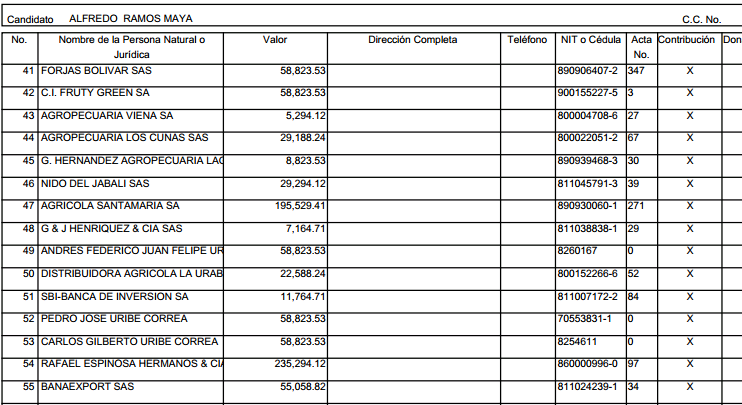 Candidato ALFREDO RAMOS MAYA C.C. No.
No. Nombre de la Persona Natural o Jurídica Valor Dirección Completa Teléfono NIT o Cédula Acta No. Contribución Don
41 FORJAS BOLIVAR SAS 58,823.53 890906407-2 347 X
42 C.I. FRUTY GREEN SA 58,823.53 900155227-5 3 X
43 AGROPECUARIA VIENA SA 5,294.12 800004708-6 27 X
44 AGROPECUARIA LOS CUNAS SAS 29,188.24 800022051-2 67 X
45 G. HERNANDEZ AGROPECUARIA LAC 8,823.53 890939468-3 30 X
46 NIDO DEL JABALI SAS 29,294.12 811045791-3 39 X
47 AGRICOLA SANTAMARIA SA 195,529.41 890930060-1 271 X
48 G & J HENRIQUEZ & CIA SAS 7,164.71 811038838-1 29 X
49 ANDRES FEDERICO JUAN FELIPE UR 58,823.53 8260167 0 X
50 DISTRIBUIDORA AGRICOLA LA URAB 22,588.24 800152266-6 52 X
51 SBI-BANCA DE INVERSION SA 11,764.71 811007172-2 84 X
52 PEDRO JOSE URIBE CORREA 58,823.53 70553831-1 0 X
53 CARLOS GILBERTO URIBE CORREA 58,823.53 8254611 0 X
54 RAFAEL ESPINOSA HERMANOS & CIA 235,294.12 860000996-0 97 X
55 BANAEXPORT SAS 55,058.82 811024239-1 34 X